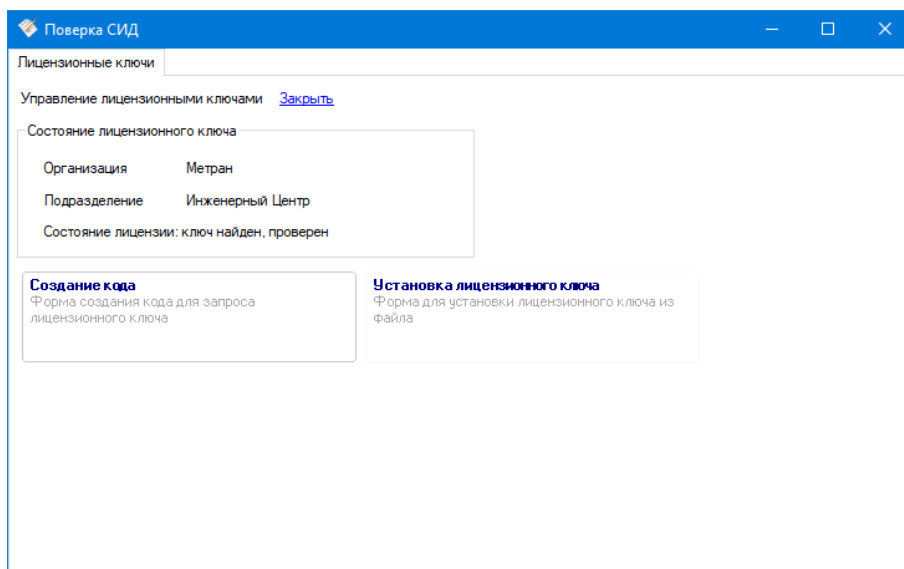 Поверка СИД
Лицензионные ключи
Управление лицензионными ключами Закрыть
Состояние лицензионного ключа
Организация Метран
Подразделение Инженерный Центр
Состояние лицензии: ключ найден, проверен
Создание кода
Форма создания кода для запроса
лицензионного ключа
Установка лицензионного ключа
Форма для установки лицензионного ключа из
файла